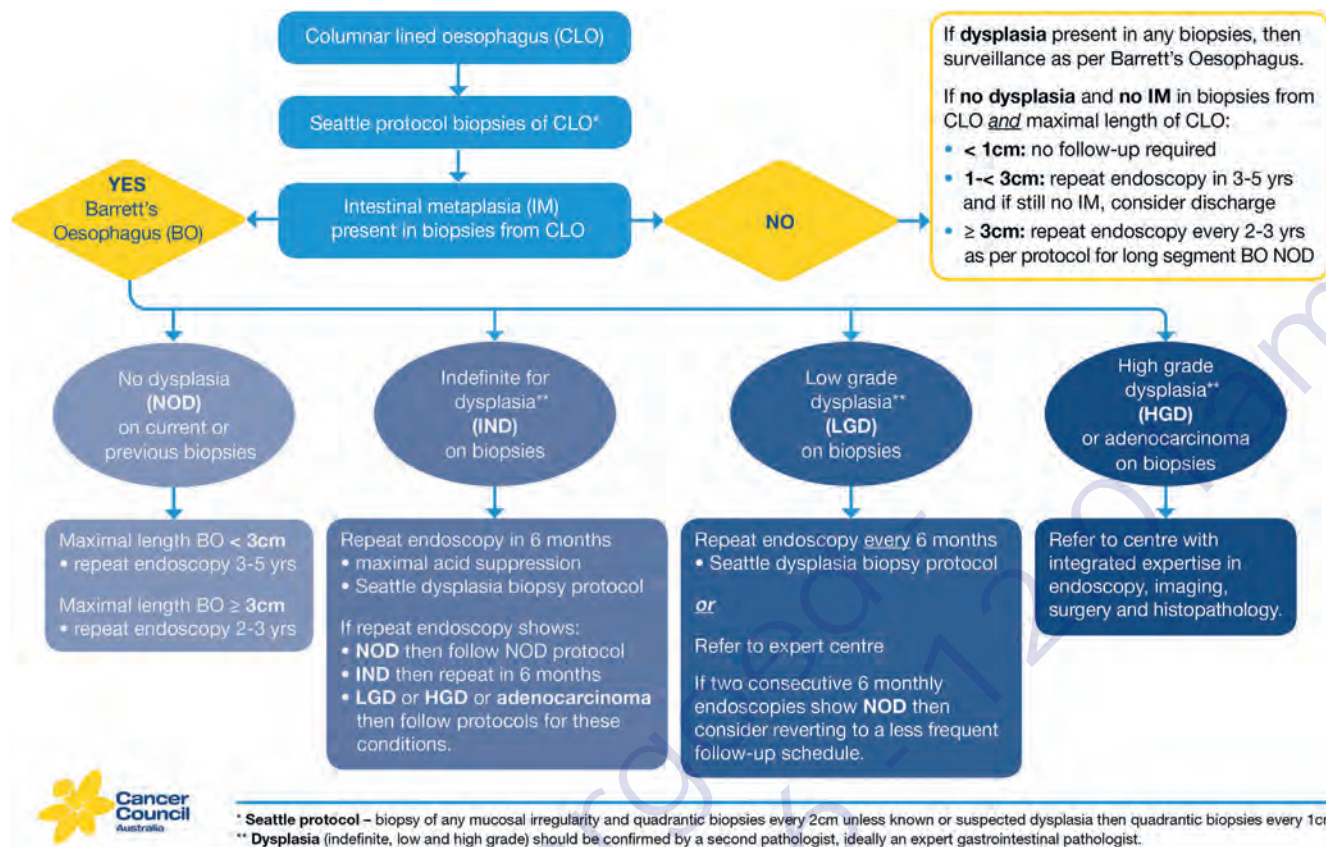 Columnar lined oesophagus (CLO)
Seattle protocol biopsies of CLO*
Intestinal metaplasia (IM)
present in biopsies from CLO
YES
Barrett's
Oesophagus (BO)
NO
If dysplasia present in any biopsies, then
surveillance as per Barrett's Oesophagus.
If no dysplasia and no IM in biopsies from
CLO and maximal length of CLO:
• < 1cm: no follow-up required
• 1-< 3cm: repeat endoscopy in 3-5 yrs
and if still no IM, consider discharge
• ≥ 3cm: repeat endoscopy every 2-3 yrs
as per protocol for long segment BO NOD
No dysplasia
(NOD)
on current or
previous biopsies
Indefinite for
dysplasia**
(IND)
on biopsies
Low grade
dysplasia**
(LGD)
on biopsies
High grade
dysplasia**
(HGD)
or adenocarcinoma
on biopsies
Maximal length BO < 3cm
• repeat endoscopy 3-5 yrs
Maximal length BO ≥ 3cm
• repeat endoscopy 2-3 yrs
Repeat endoscopy in 6 months
• maximal acid suppression
• Seattle dysplasia biopsy protocol
If repeat endoscopy shows:
• NOD then follow NOD protocol
• IND then repeat in 6 months
• LGD or HGD or adenocarcinoma
then follow protocols for these
conditions.
Repeat endoscopy every 6 months
• Seattle dysplasia biopsy protocol
or
Refer to expert centre
If two consecutive 6 monthly
endoscopies show NOD then
consider reverting to a less frequent
follow-up schedule.
Refer to centre with
integrated expertise in
endoscopy, imaging,
surgery and histopathology.
Cancer
Council
Australia
* Seattle protocol – biopsy of any mucosal irregularity and quadrantic biopsies every 2cm unless known or suspected dysplasia then quadrantic biopsies every 1cm
** Dysplasia (indefinite, low and high grade) should be confirmed by a second pathologist, ideally an expert gastrointestinal pathologist.